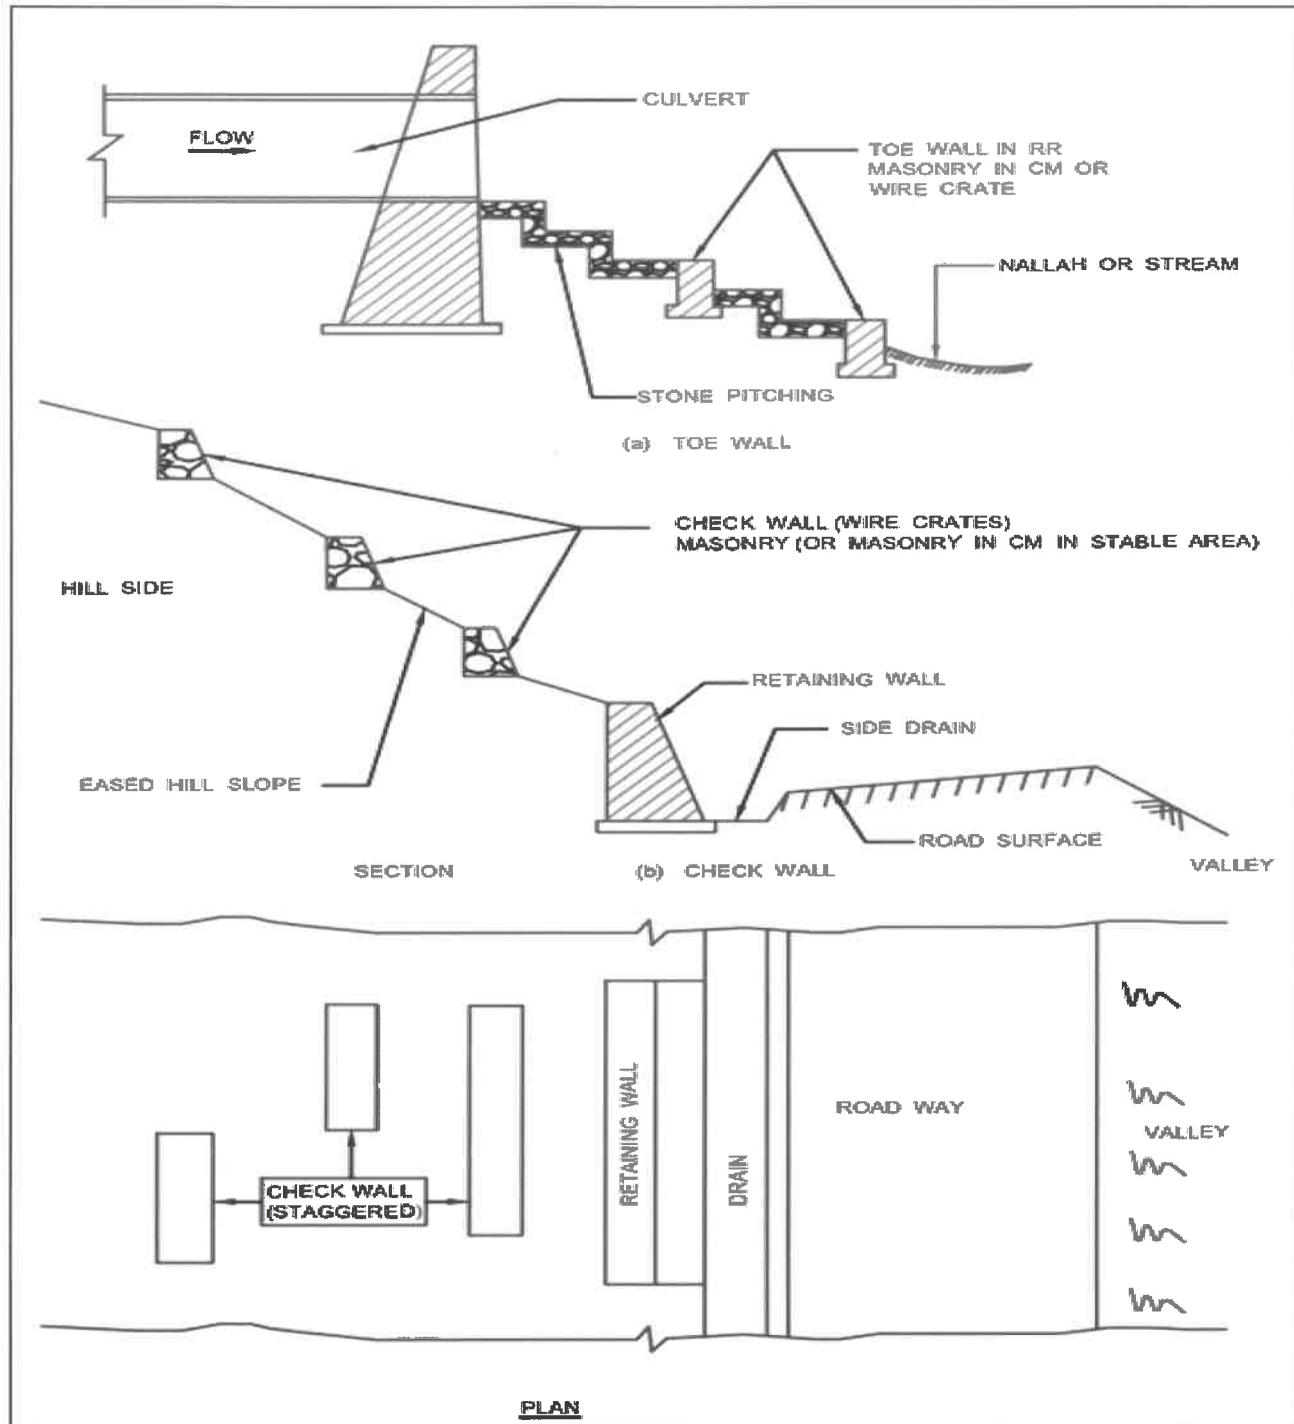 CULVERT
FLOW
TOE WALL IN RR
MASONRY IN CM OR
WIRE CRATE
NALLAH OR STREAM
STONE PITCHING
(a) TOE WALL
CHECK WALL (WIRE CRATES)
MASONRY (OR MASONRY IN CM IN STABLE AREA)
HILL SIDE
RETAINING WALL
SIDE DRAIN
EASED HILL SLOPE
ROAD SURFACE
VALLEY
SECTION
(b) CHECK WALL
RETAINING WALL
DRAIN
ROAD WAY
VALLEY
CHECK WALL
(STAGGERED)
PLAN